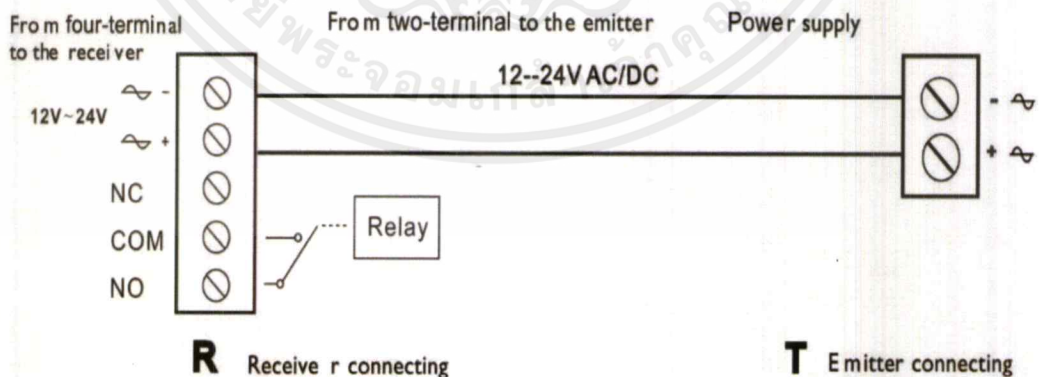 From four-terminal
to the receiver
From two-terminal to the emitter
Power supply
12--24V AC/DC
12V~24V
-
+
NC
COM
NO
Relay
-
+
R Receive r connecting
T Emitter connecting